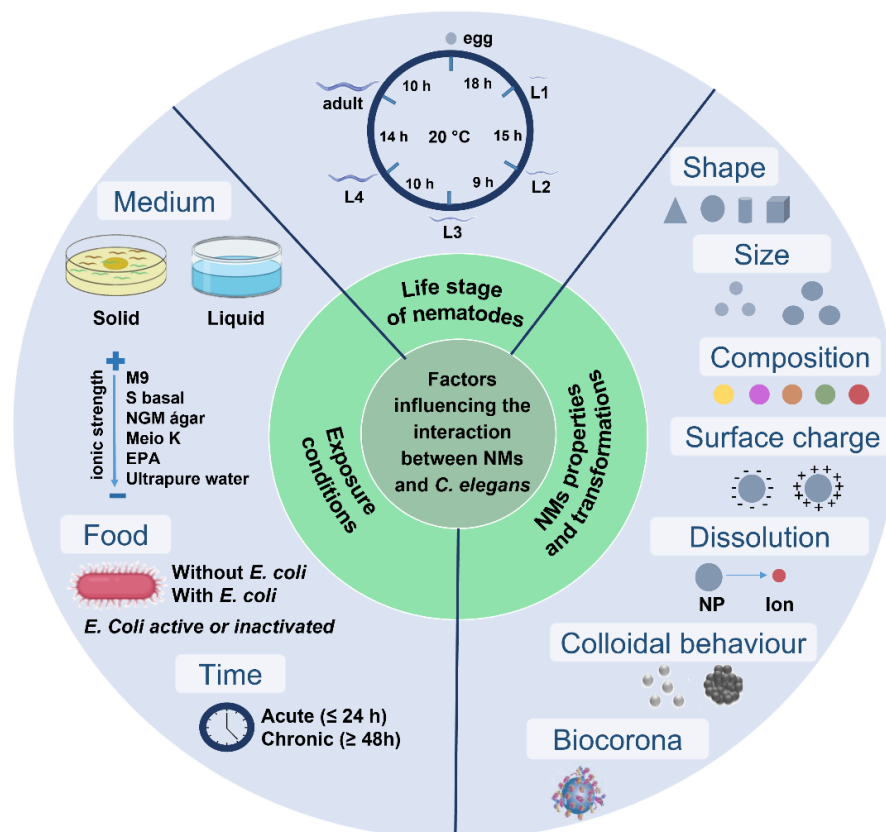 egg
10 h
18 h
adult
L1
14 h
20 °C
15 h
L4
10 h
9 h
L2
L3
Life stage
of nematodes
Factors
influencing the
interaction
between NMs
and C. elegans
Exposure
conditions
NMs properties
and transformations
Medium
Solid
Liquid
ionic strength
M9
S basal
NGM ágar
Meio K
EPA
Ultrapure water
Food
Without E. coli
With E. coli
E. Coli active or inactivated
Time
Acute (≤ 24 h)
Chronic (≥ 48h)
Shape
Size
Composition
Surface charge
Dissolution
NP
Ion
Colloidal behaviour
Biocorona